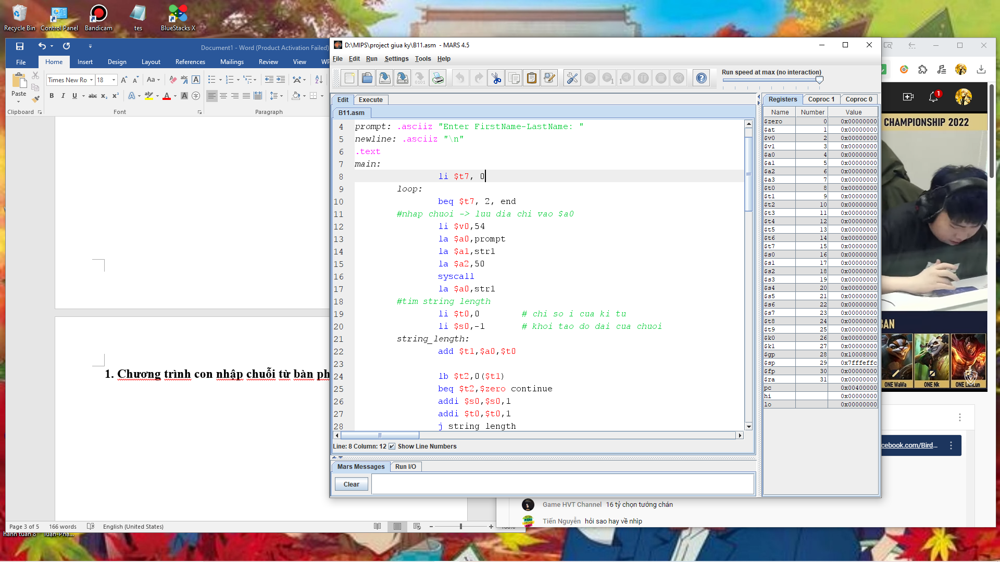 Recycle Bin
Control Panel
Bandicam
tes
BlueStacks X
Document1 - Word (Product Activation Failed)
File
Home
Insert
Design
Layout
References
Mailings
Review
View
Times New Ro
18
Paste
Clipboard
Font
Paragraph
1. Chương trình con nhập chuỗi từ bàn ph
Page 3 of 5
166 words
English (United States)
D:\MIPS\project giua ky\B11.asm - MARS 4.5
File Edit Run Settings Tools Help
Run speed at max (no interaction)
Edit
Execute
B11.asm
4 prompt: .asciiz "Enter FirstName-LastName: "
5 newline: .asciiz "\n"
6 .text
7 main:
8 li $t7, 0
9 loop:
10 beq $t7, 2, end
11 #nhap chuoi -> luu dia chi vao $a0
12 li $v0,54
13 la $a0,prompt
14 la $a1,str1
15 la $a2,50
16 syscall
17 la $a0,str1
18 #tim string length
19 li $t0,0 # chi so i cua ki tu
20 li $s0,-1 # khoi tao do dai cua chuoi
21 string_length:
22 add $t1,$a0,$t0
23
24 lb $t2,0($t1)
25 beq $t2,$zero continue
26 addi $s0,$s0,1
27 addi $t0,$t0,1
28 j string length
Line: 8 Column: 12
Show Line Numbers
Mars Messages
Run I/O
Clear
Registers
Coproc 1
Coproc 0
Name Number Value
$zero 0 0x00000000
$at 1 0x00000000
$v0 2 0x00000000
$v1 3 0x00000000
$a0 4 0x00000000
$a1 5 0x00000000
$a2 6 0x00000000
$a3 7 0x00000000
$t0 8 0x00000000
$t1 9 0x00000000
$t2 10 0x00000000
$t3 11 0x00000000
$t4 12 0x00000000
$t5 13 0x00000000
$t6 14 0x00000000
$t7 15 0x00000000
$s0 16 0x00000000
$s1 17 0x00000000
$s2 18 0x00000000
$s3 19 0x00000000
$s4 20 0x00000000
$s5 21 0x00000000
$s6 22 0x00000000
$s7 23 0x00000000
$t8 24 0x00000000
$t9 25 0x00000000
$k0 26 0x00000000
$k1 27 0x00000000
$gp 28 0x10008000
$sp 29 0x7fffeffc
$fp 30 0x00000000
$ra 31 0x00000000
pc 0x00400000
hi 0x00000000
lo 0x00000000
1
CHAMPIONSHIP 2022
BAN
ONE WaWa
ONE Nk
ONE LunLun
cebook.com/Bird...
Game HVT Channel 16 tỷ chọn tướng chán
Tiến Nguyễn hỏi sao hay về nhịp